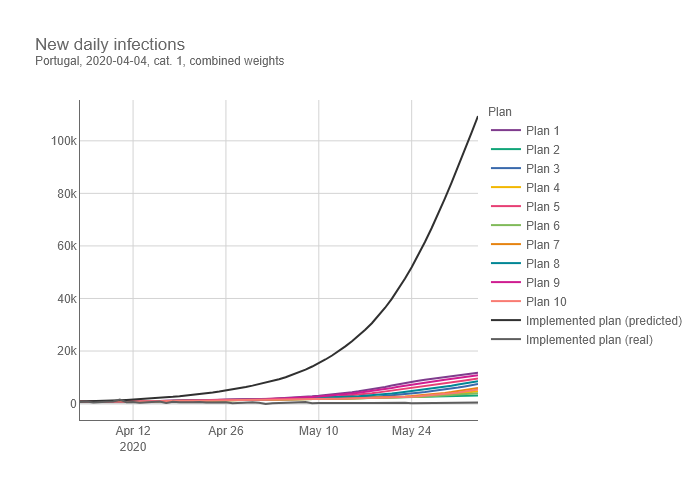 New daily infections
Portugal, 2020-04-04, cat. 1, combined weights
Plan
Plan 1
Plan 2
Plan 3
Plan 4
Plan 5
Plan 6
Plan 7
Plan 8
Plan 9
Plan 10
Implemented plan (predicted)
Implemented plan (real)
100k
80k
60k
40k
20k
0
Apr 12
2020
Apr 26
May 10
May 24